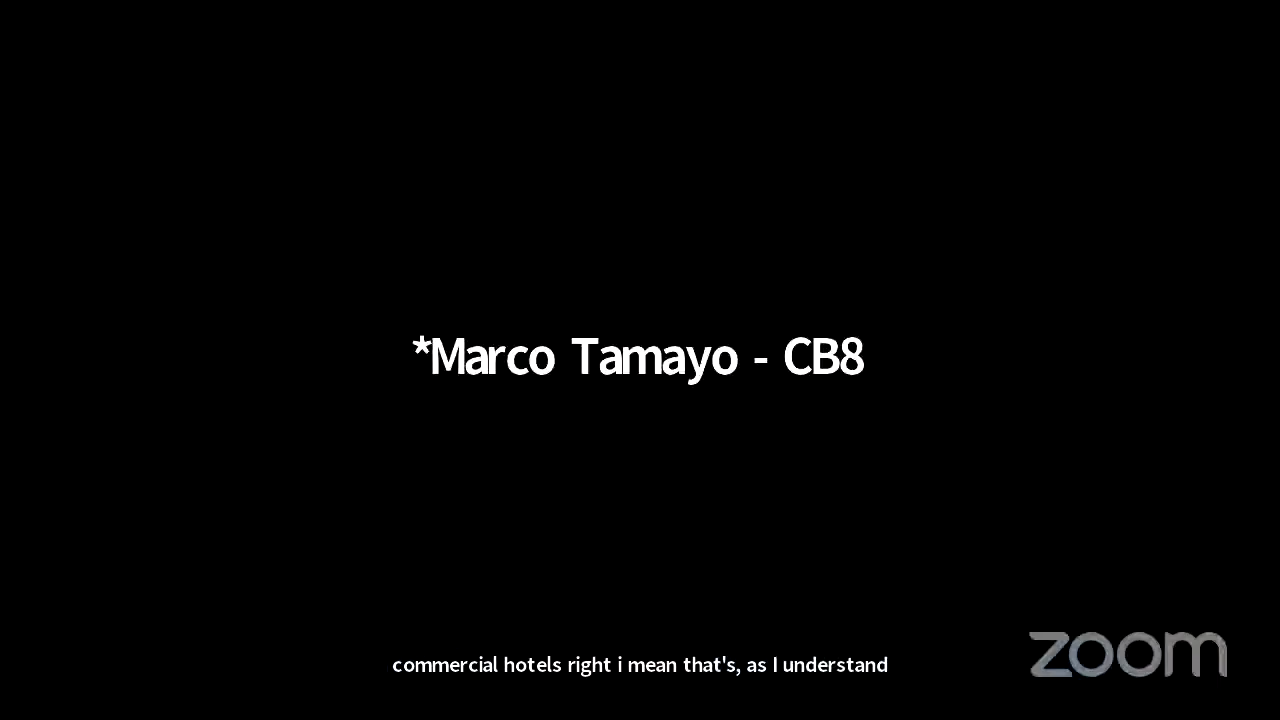 *Marco Tamayo - CB8
commercial hotels right i mean that's, as I understand
zoom